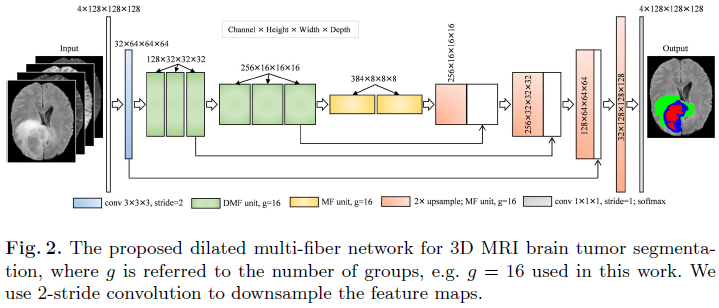 4×128×128×128
4×128×128×128
Input
32×64×64×64
Channel × Height × Width × Depth
Output
128×32×32×32
256×16×16×16
384×8×8×8
256×16×16×16
256×32×32×32
128×64×64×64
32×128×128×128
conv 3×3×3, stride=2
DMF unit, g=16
MF unit, g=16
2× upsample; MF unit, g=16
conv 1×1×1, stride=1; softmax
Fig. 2. The proposed dilated multi-fiber network for 3D MRI brain tumor segmenta-
tion, where g is referred to the number of groups, e.g. g = 16 used in this work. We
use 2-stride convolution to downsample the feature maps.